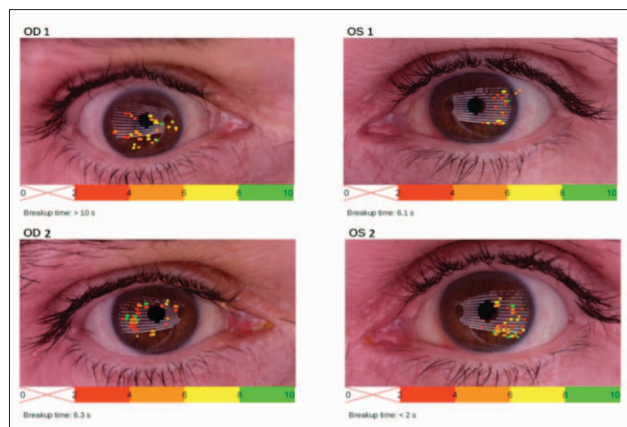 OD 1
OS 1
0 2 4 6 8 10
0 2 4 6 8 10
Breakup time: > 10 s
Breakup time: 6.1 s
OD 2
OS 2
0 2 4 6 8 10
0 2 4 6 8 10
Breakup time: 6.3 s
Breakup time: < 2 s